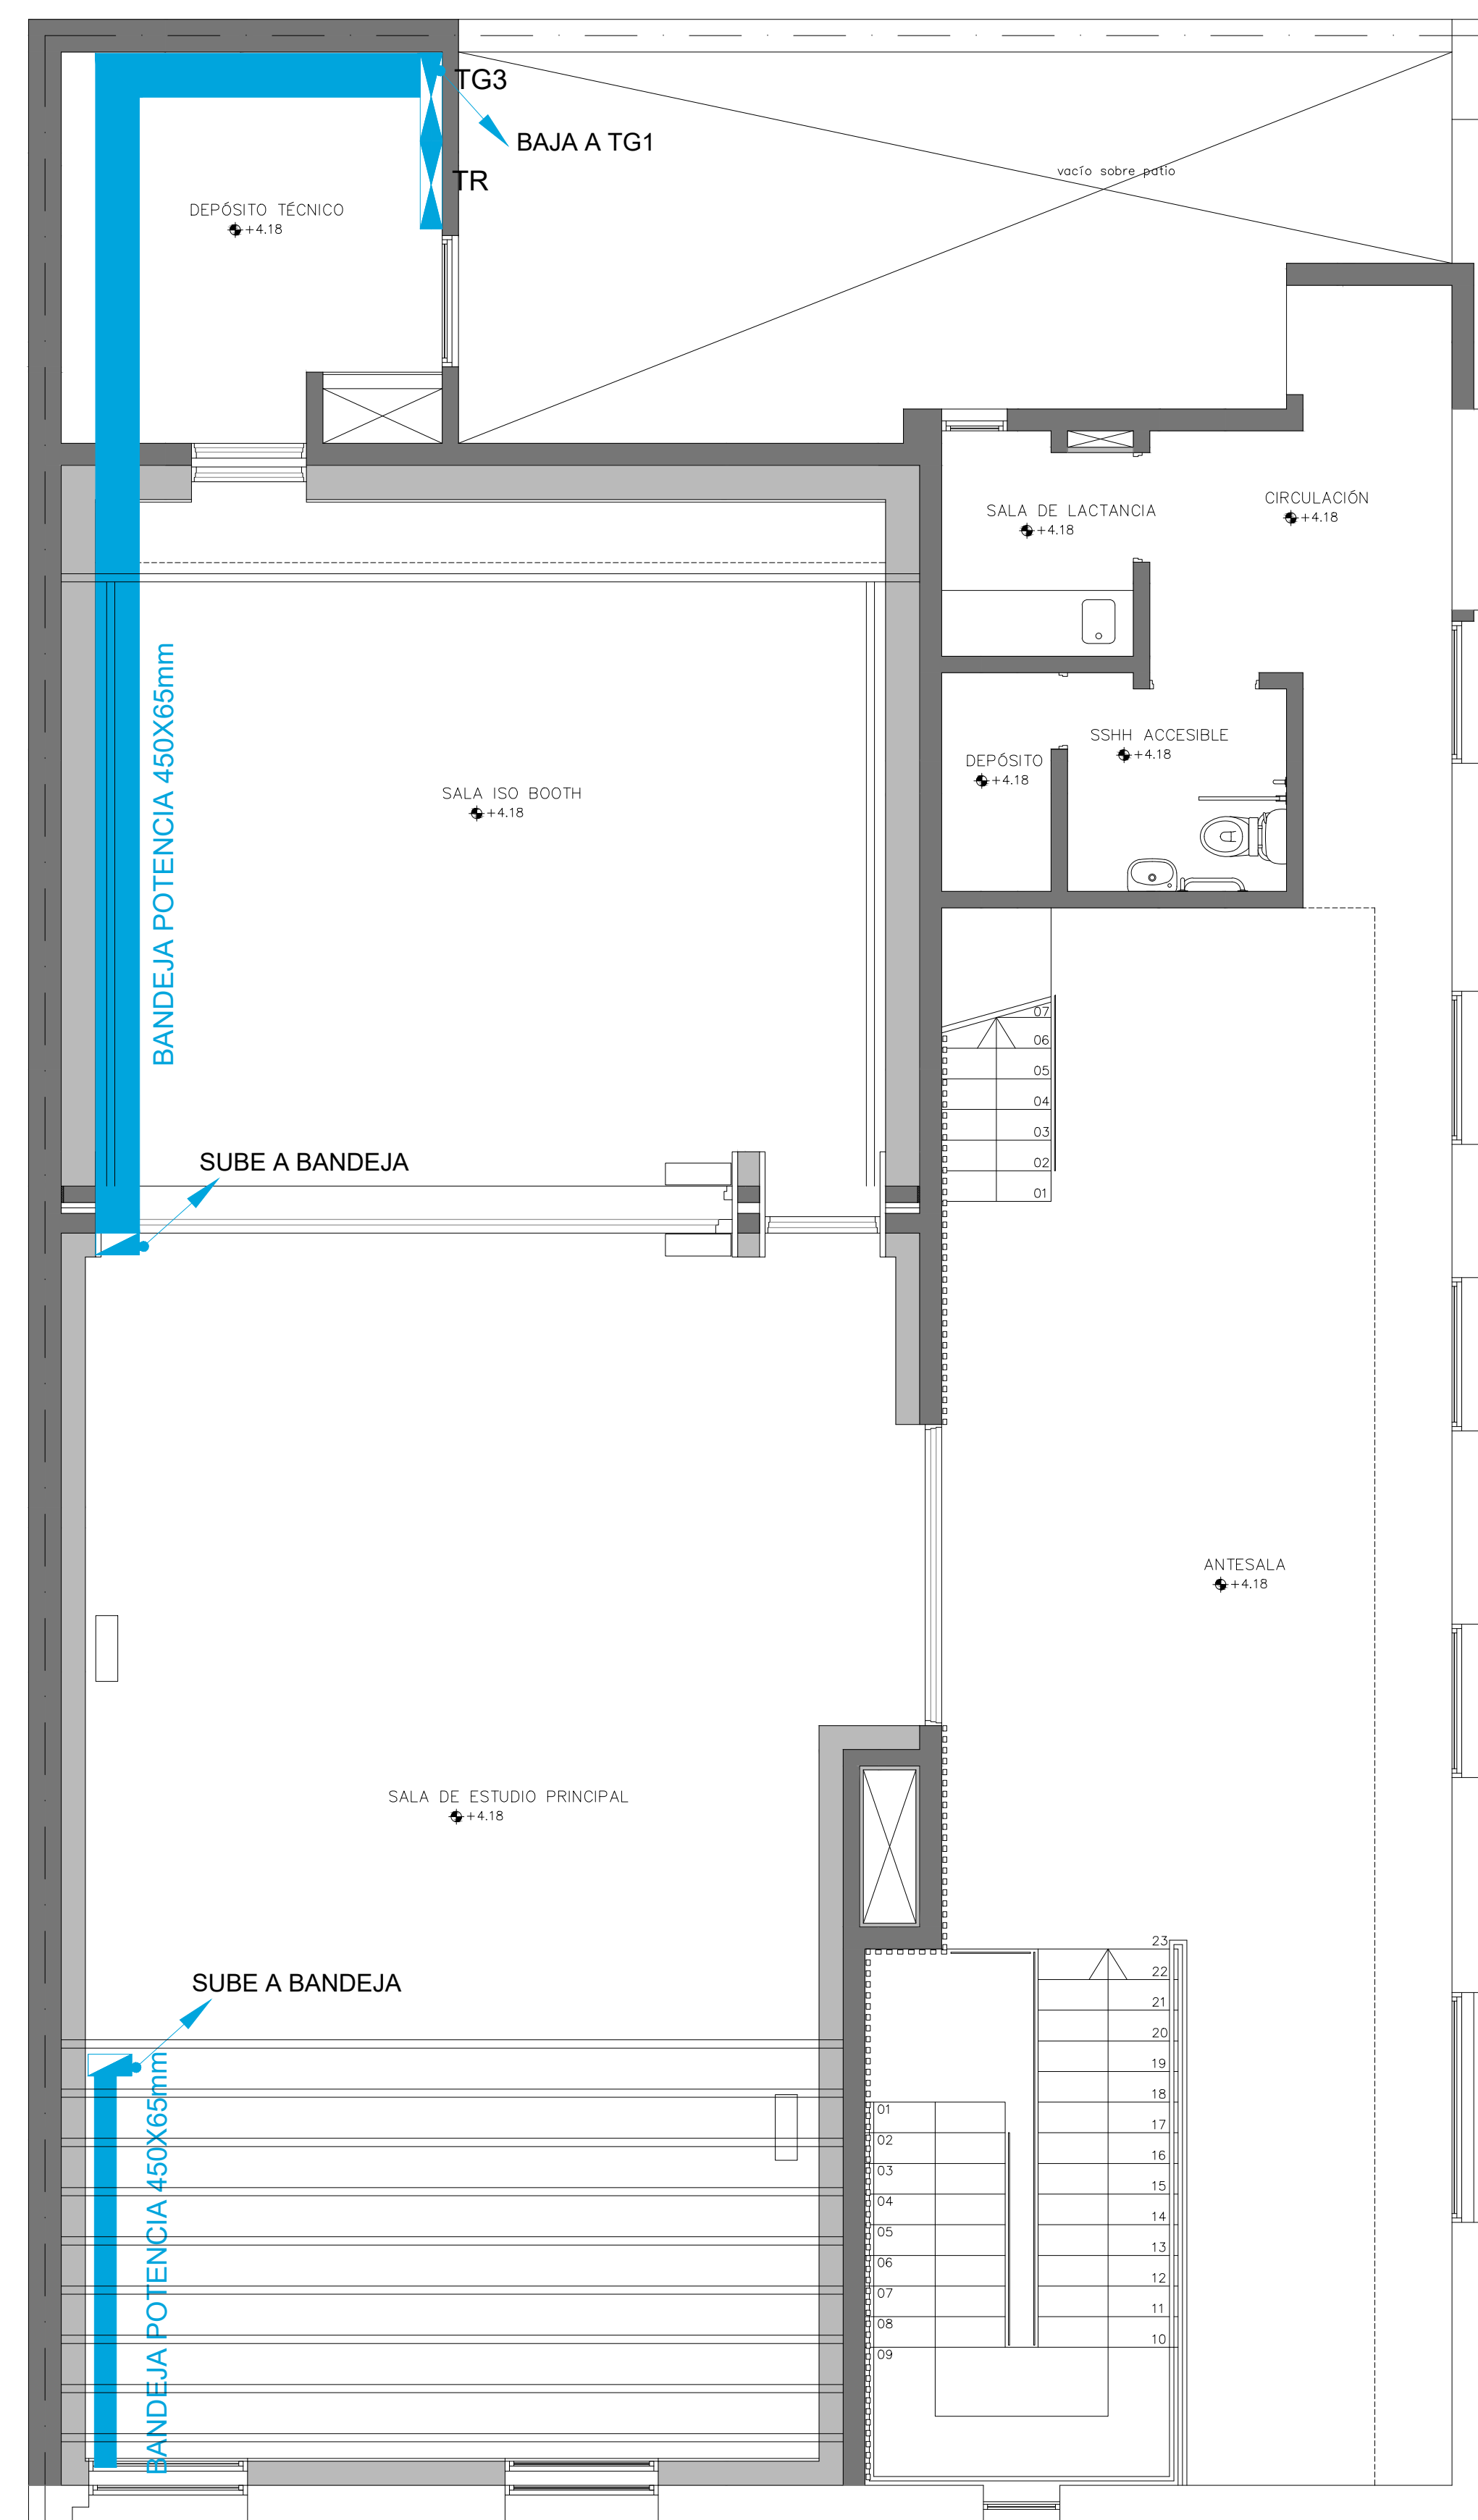 TG3
BAJA A TG1
vacío sobre patio
TR
DEPÓSITO TÉCNICO
+4.18
SALA DE LACTANCIA
+4.18
CIRCULACIÓN
+4.18
BANDEJA POTENCIA 450X65mm
SALA ISO BOOTH
+4.18
DEPÓSITO
+4.18
SSHH ACCESIBLE
+4.18
07
06
05
04
03
02
01
SUBE A BANDEJA
ANTESALA
+4.18
SALA DE ESTUDIO PRINCIPAL
+4.18
SUBE A BANDEJA
BANDEJA POTENCIA 450X65mm
23
22
21
20
19
18
17
16
15
14
13
12
11
10
01
02
03
04
05
06
07
08
09